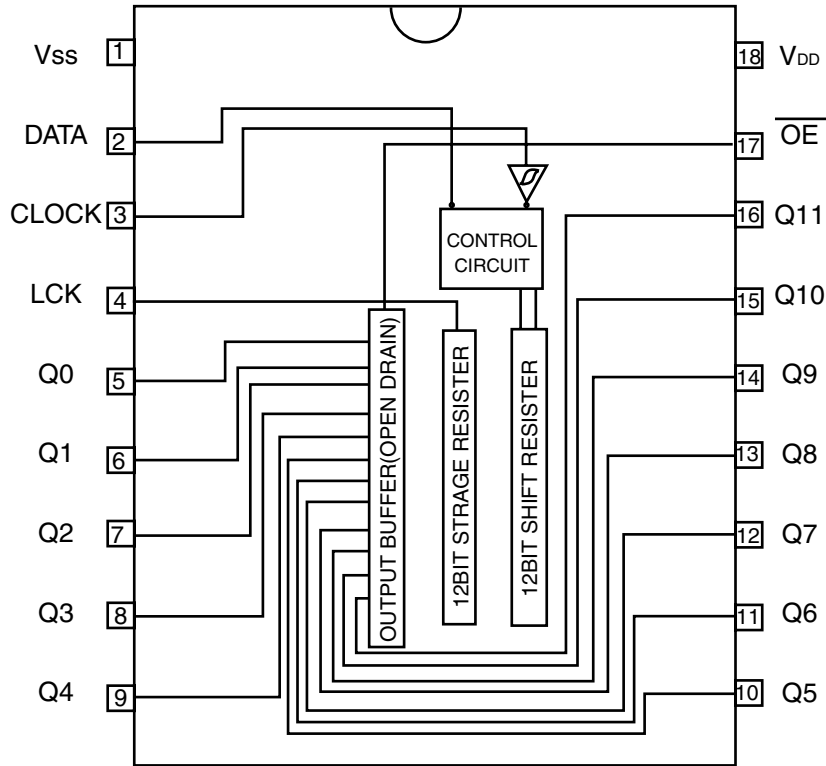 Vss 1
18 VDD
DATA 2
17 OE
CLOCK 3
16 Q11
CONTROL
CIRCUIT
LCK 4
15 Q10
Q0 5
14 Q9
Q1 6
13 Q8
Q2 7
12 Q7
Q3 8
11 Q6
Q4 9
10 Q5
OUTPUT BUFFER(OPEN DRAIN)
12BIT STRAGE RESISTER
12BIT SHIFT RESISTER